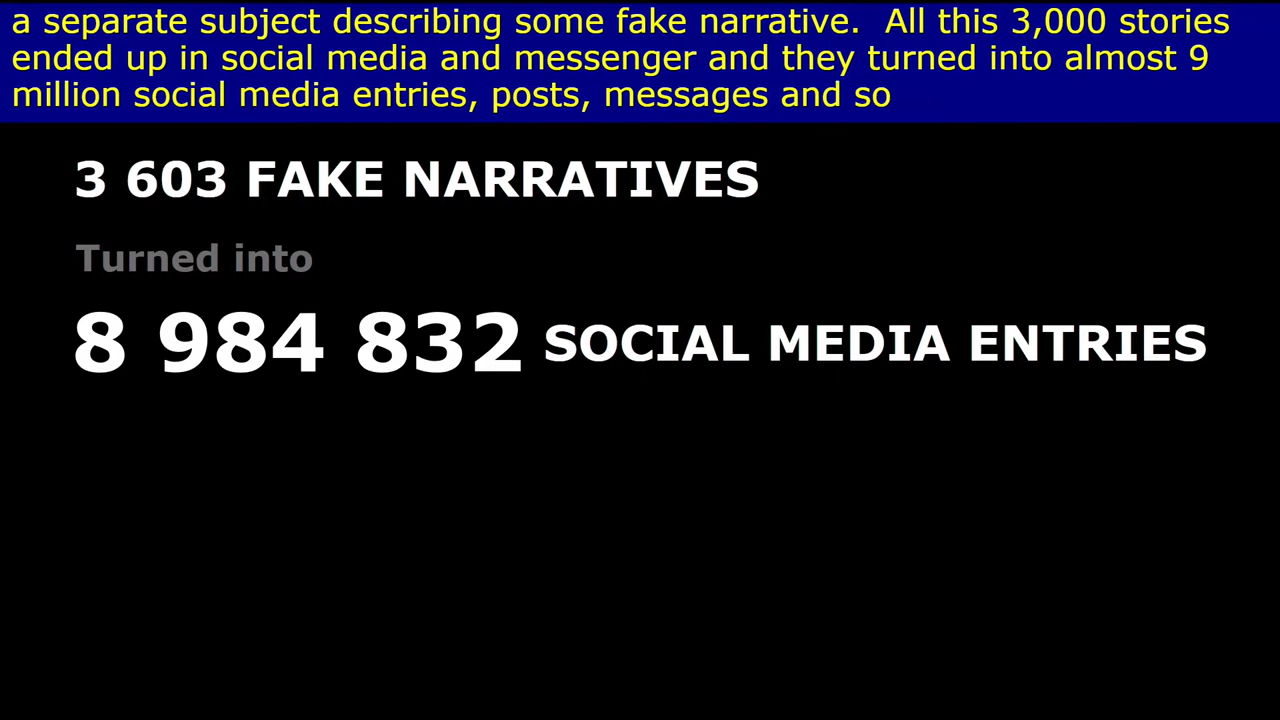 a separate subject describing some fake narrative.  All this 3,000 stories
ended up in social media and messenger and they turned into almost 9
million social media entries, posts, messages and so
3 603 FAKE NARRATIVES
Turned into
8 984 832 SOCIAL MEDIA ENTRIES